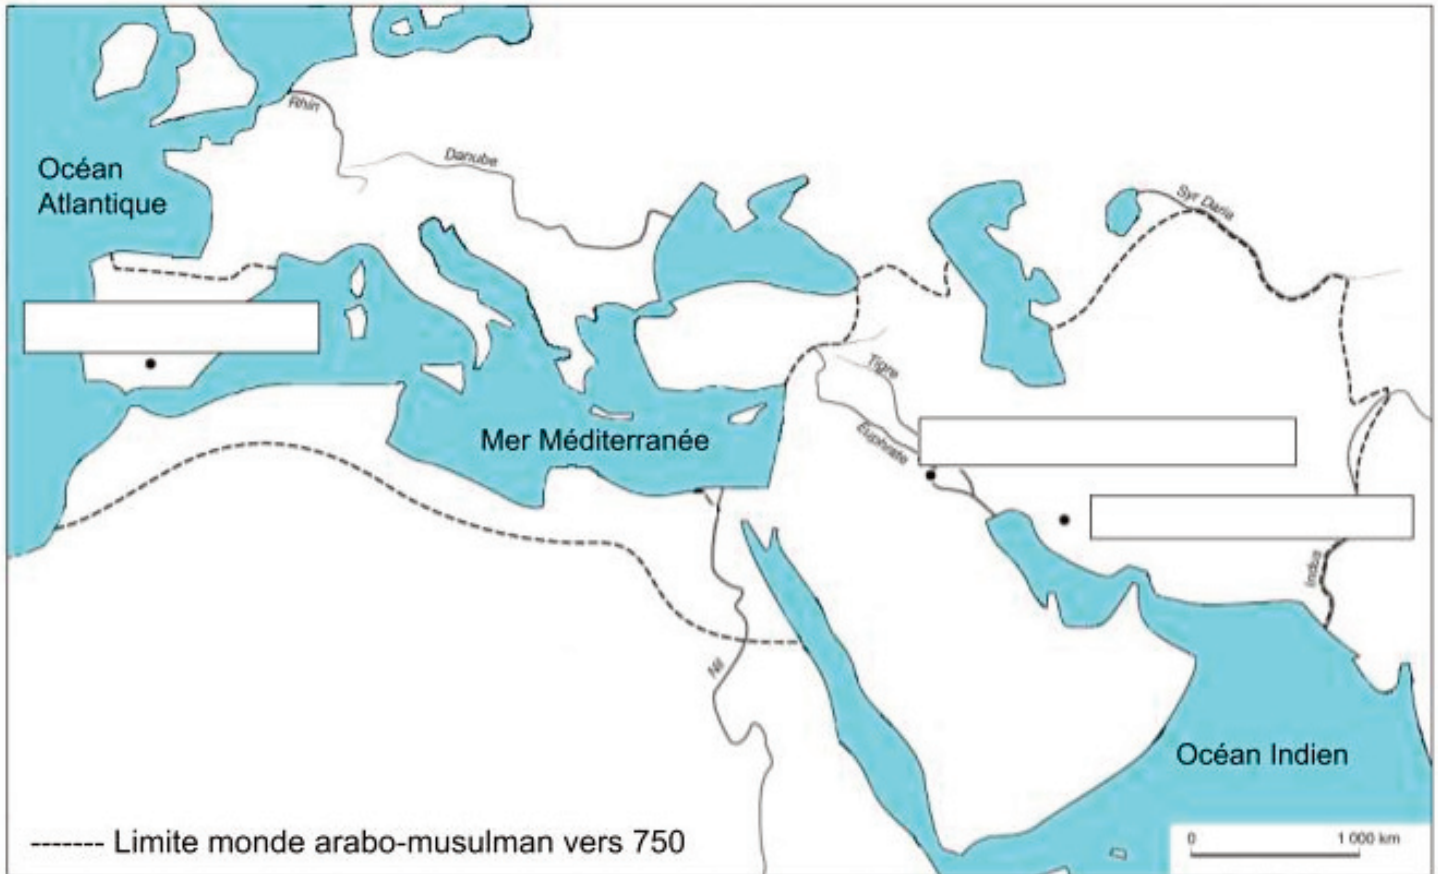 Rhin
Danube
Océan
Atlantique
Syr Daria
Tigre
Euphrate
Mer Méditerranée
Indus
Nil
Océan Indien
------- Limite monde arabo-musulman vers 750
0 1 000 km